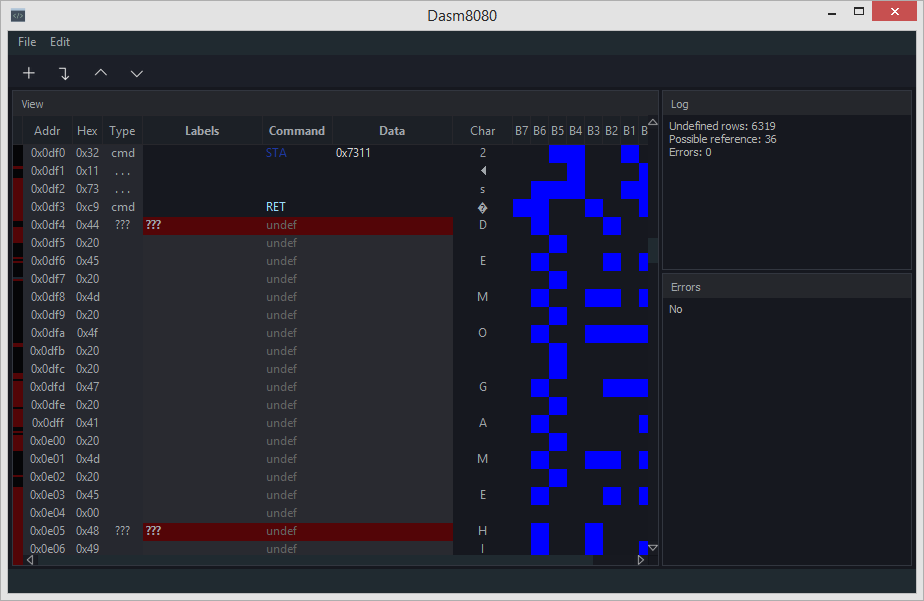 Dasm8080
File Edit
View
Addr Hex Type Labels Command Data Char B7 B6 B5 B4 B3 B2 B1 B
0x0df0 0x32 cmd STA 0x7311 2
0x0df1 0x11 ...
0x0df2 0x73 ... s
0x0df3 0xc9 cmd RET �
0x0df4 0x44 ??? ??? undef D
0x0df5 0x20 undef
0x0df6 0x45 undef E
0x0df7 0x20 undef
0x0df8 0x4d undef M
0x0df9 0x20 undef
0x0dfa 0x4f undef O
0x0dfb 0x20 undef
0x0dfc 0x20 undef
0x0dfd 0x47 undef G
0x0dfe 0x20 undef
0x0dff 0x41 undef A
0x0e00 0x20 undef
0x0e01 0x4d undef M
0x0e02 0x20 undef
0x0e03 0x45 undef E
0x0e04 0x00 undef
0x0e05 0x48 ??? ??? undef H
0x0e06 0x49 undef I
Log
Undefined rows: 6319
Possible reference: 36
Errors: 0
Errors
No